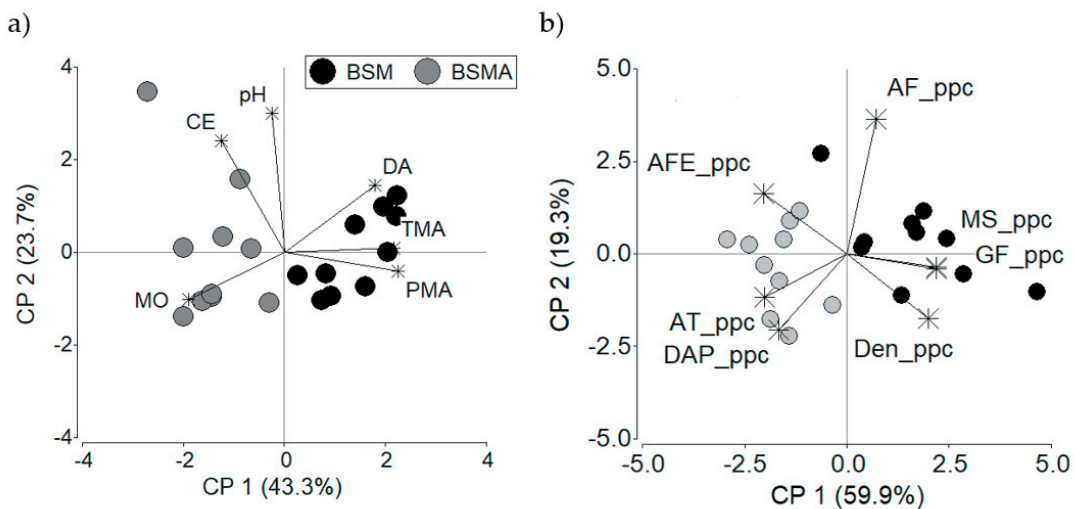 a)
4
2
0
-2
-4
CP 2 (23.7%)
BSM BSMA
pH
CE
DA
TMA
PMA
MO
-4 -2 0 2 4
CP 1 (43.3%)
b)
5.0
2.5
0.0
-2.5
-5.0
CP 2 (19.3%)
AF_ppc
AFE_ppc
MS_ppc
GF_ppc
AT_ppc
DAP_ppc
Den_ppc
-5.0 -2.5 0.0 2.5 5.0
CP 1 (59.9%)